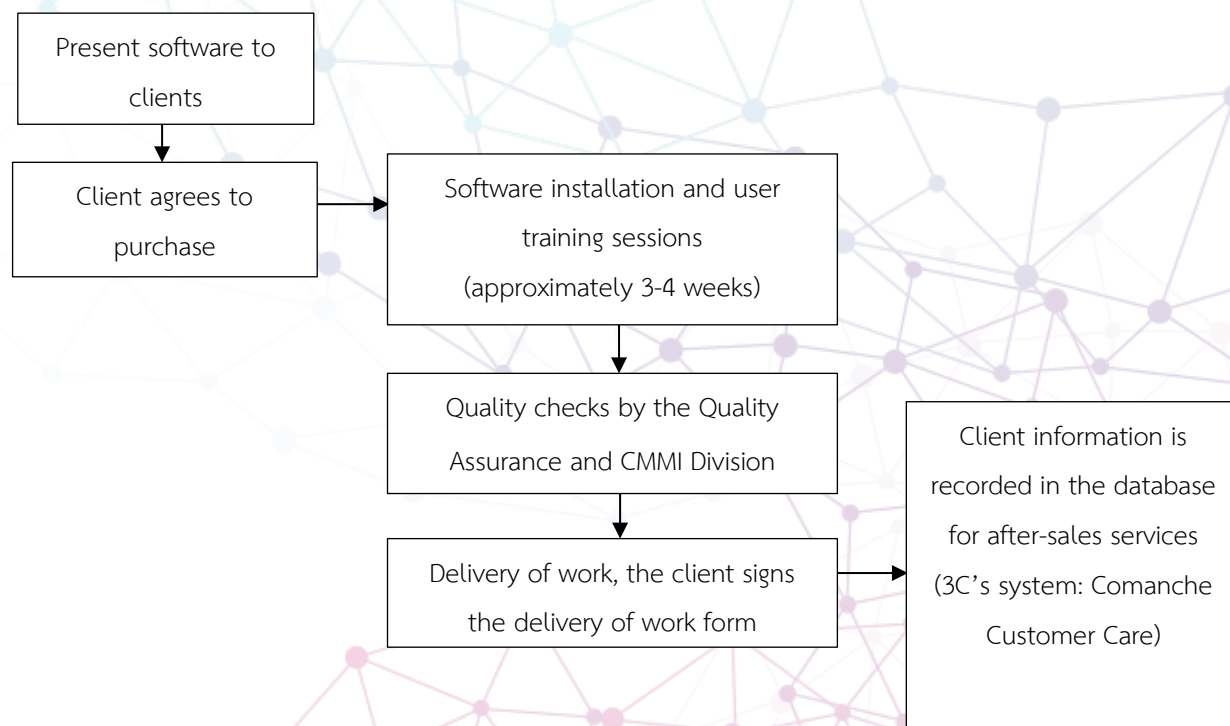 Present software to
clients
Client agrees to
purchase
Software installation and user
training sessions
(approximately 3-4 weeks)
Quality checks by the Quality
Assurance and CMMI Division
Delivery of work, the client signs
the delivery of work form
Client information is
recorded in the database
for after-sales services
(3C’s system: Comanche
Customer Care)